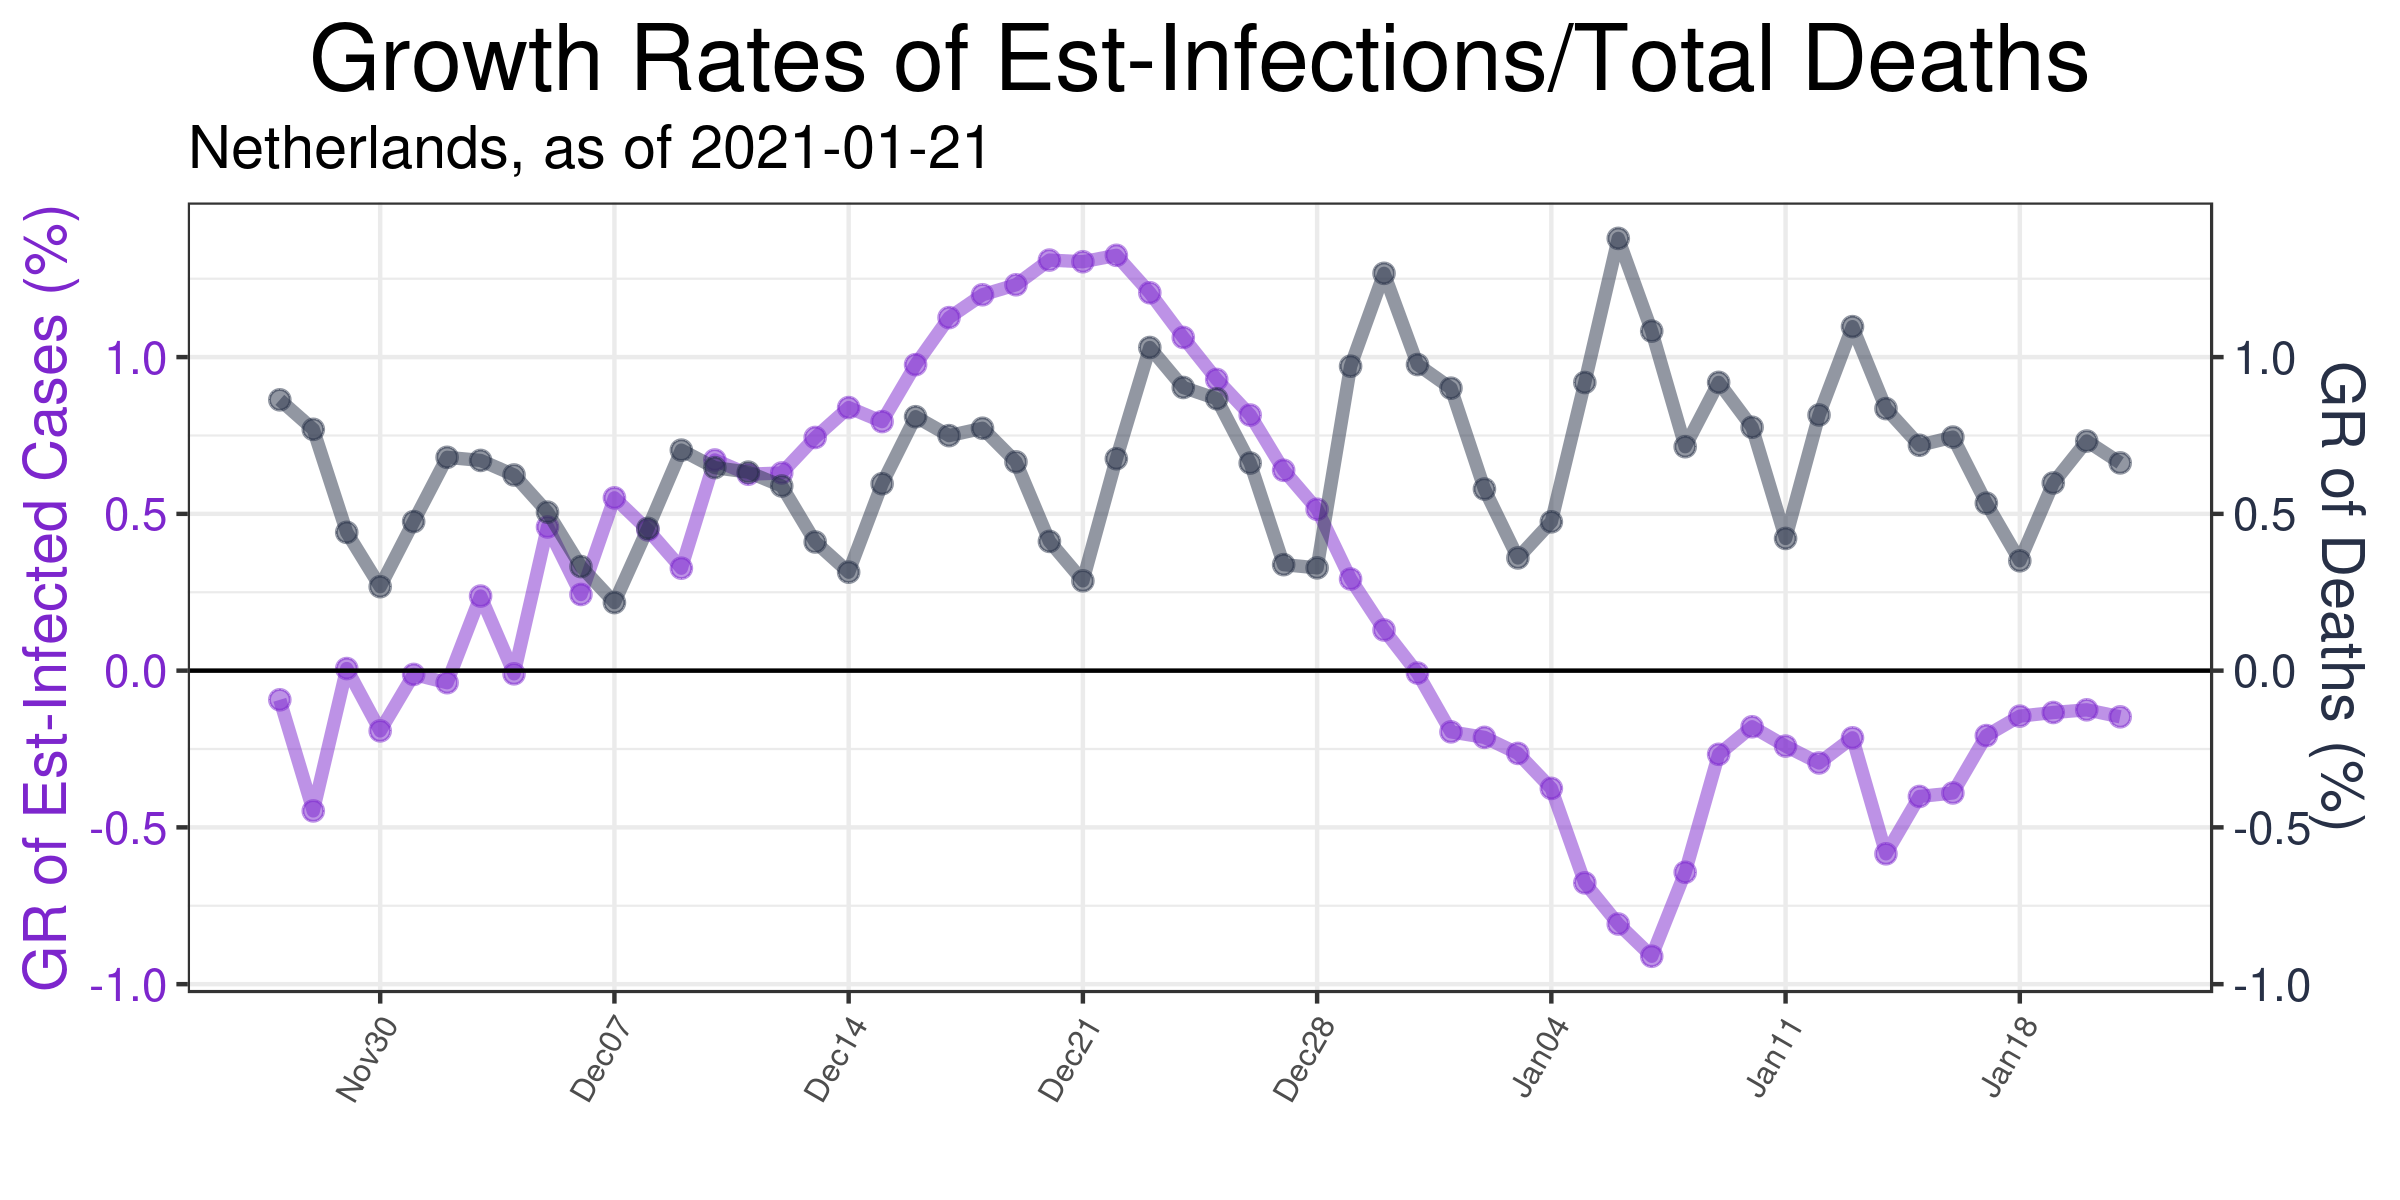 Growth Rates of Est-Infections/Total Deaths
Netherlands, as of 2021-01-21
GR of Est-Infected Cases (%)
1.0
0.5
0.0
-0.5
-1.0
1.0
0.5
0.0
-0.5
-1.0
GR of Deaths (%)
Nov30
Dec07
Dec14
Dec21
Dec28
Jan04
Jan11
Jan18